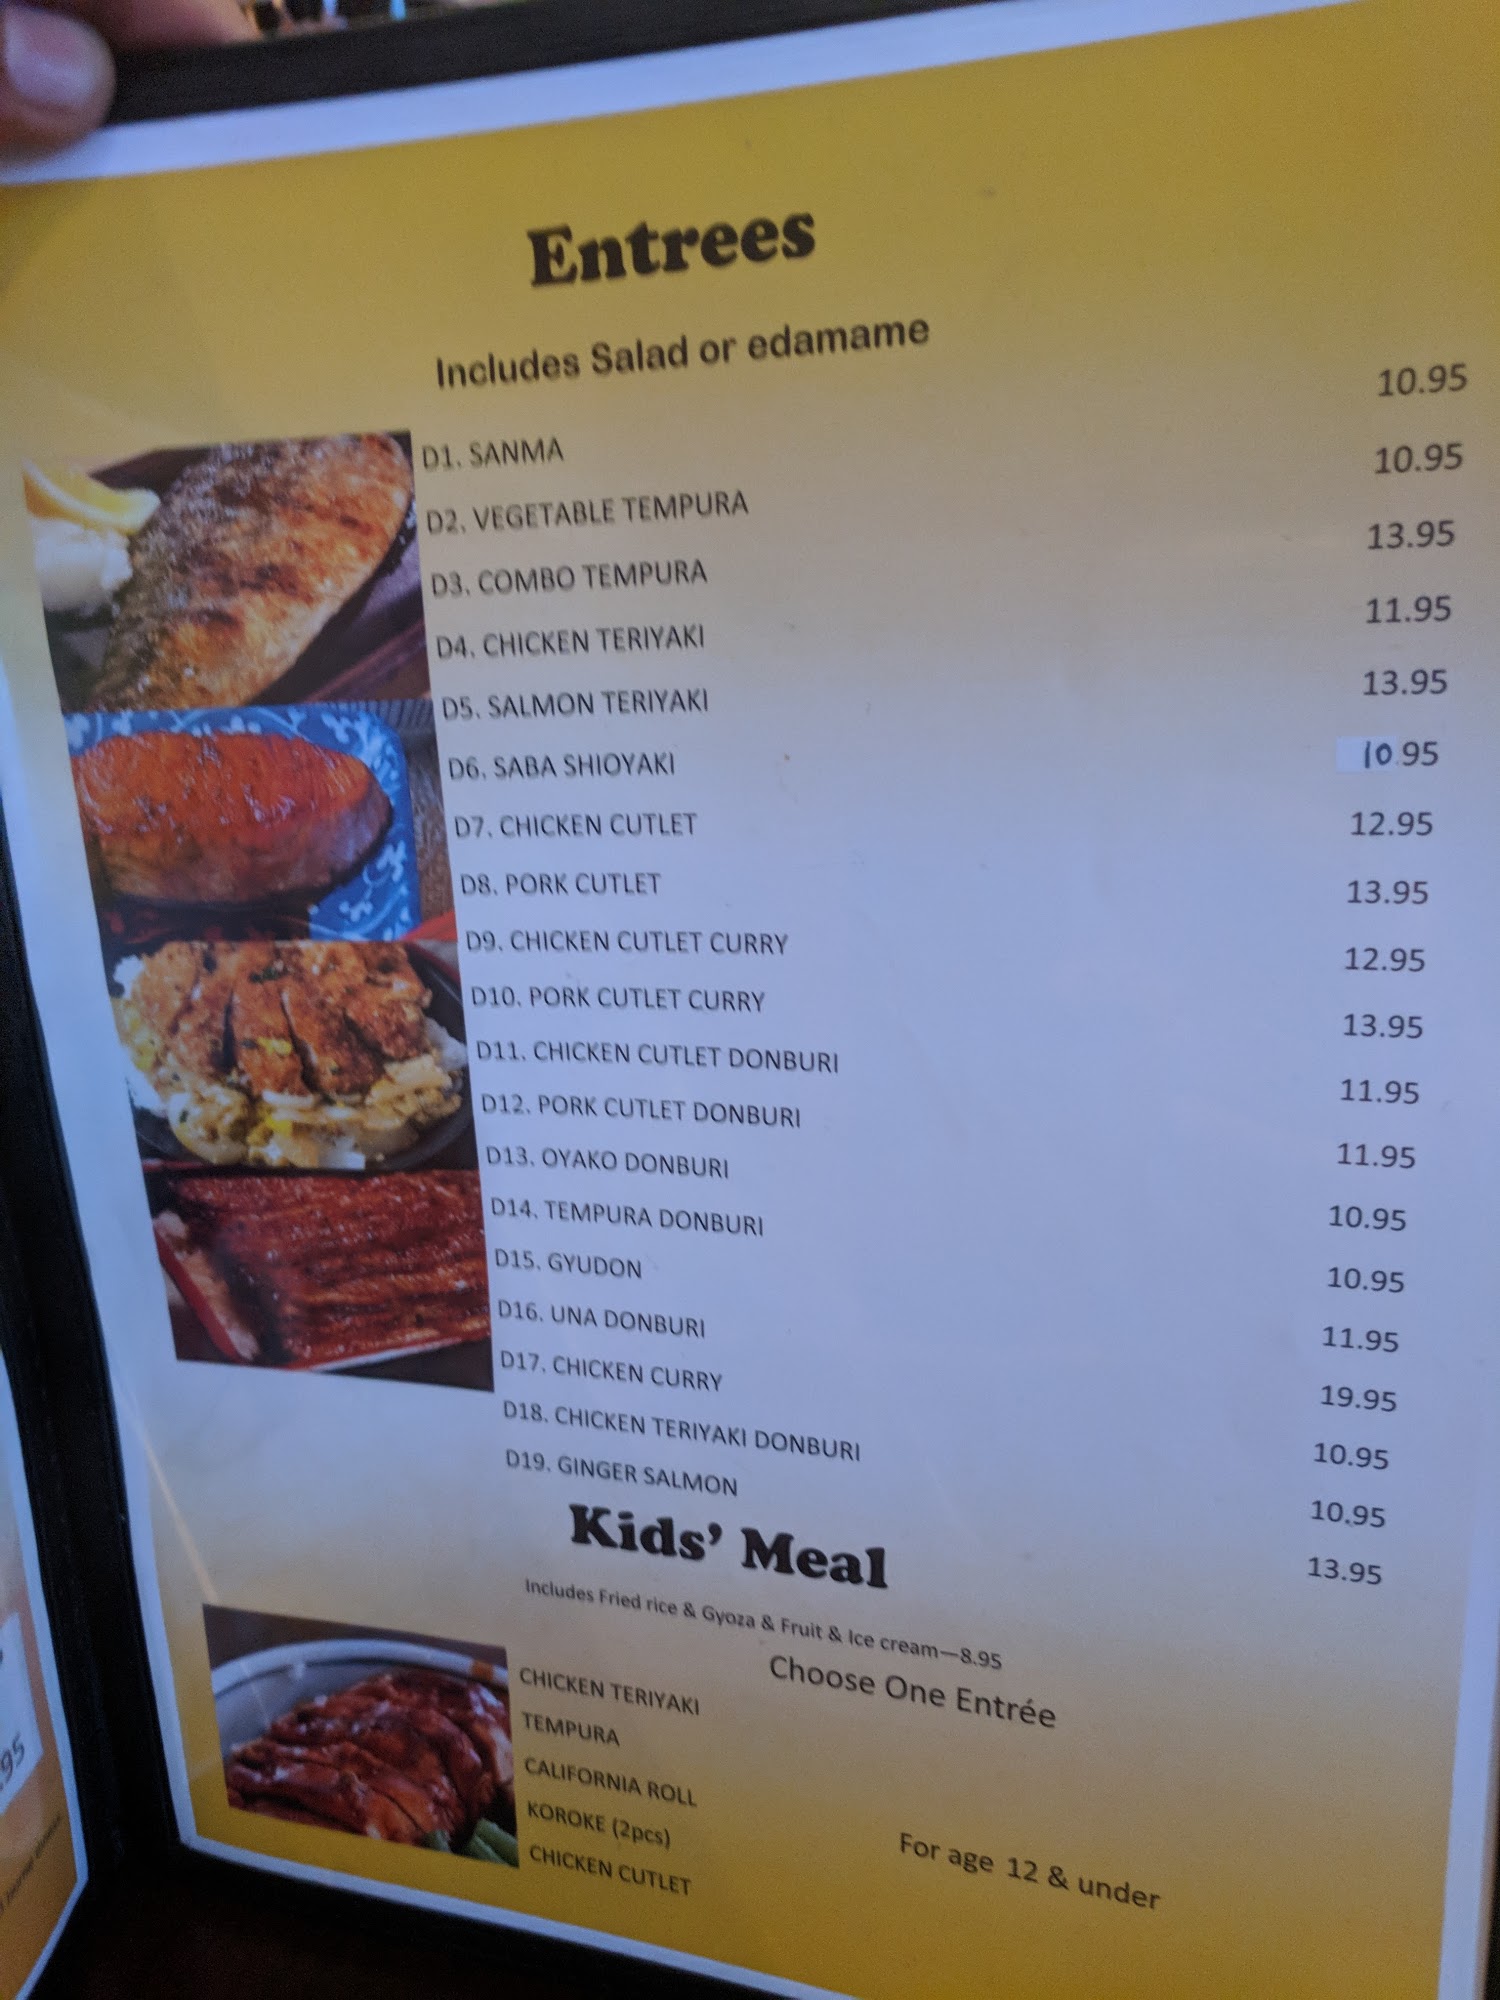 Entrees
Includes Salad or edamame
D1. SANMA 10.95
D2. VEGETABLE TEMPURA 10.95
D3. COMBO TEMPURA 13.95
D4. CHICKEN TERIYAKI 11.95
D5. SALMON TERIYAKI 13.95
D6. SABA SHIOYAKI 10.95
D7. CHICKEN CUTLET 12.95
D8. PORK CUTLET 13.95
D9. CHICKEN CUTLET CURRY 12.95
D10. PORK CUTLET CURRY 13.95
D11. CHICKEN CUTLET DONBURI 11.95
D12. PORK CUTLET DONBURI 11.95
D13. OYAKO DONBURI 10.95
D14. TEMPURA DONBURI 10.95
D15. GYUDON 11.95
D16. UNA DONBURI 19.95
D17. CHICKEN CURRY 10.95
D18. CHICKEN TERIYAKI DONBURI 10.95
D19. GINGER SALMON 13.95
Kids' Meal
Includes Fried rice & Gyoza & Fruit & Ice cream—8.95
Choose One Entrée
CHICKEN TERIYAKI
TEMPURA
CALIFORNIA ROLL
KOROKE (2pcs)
CHICKEN CUTLET
For age 12 & under
.95